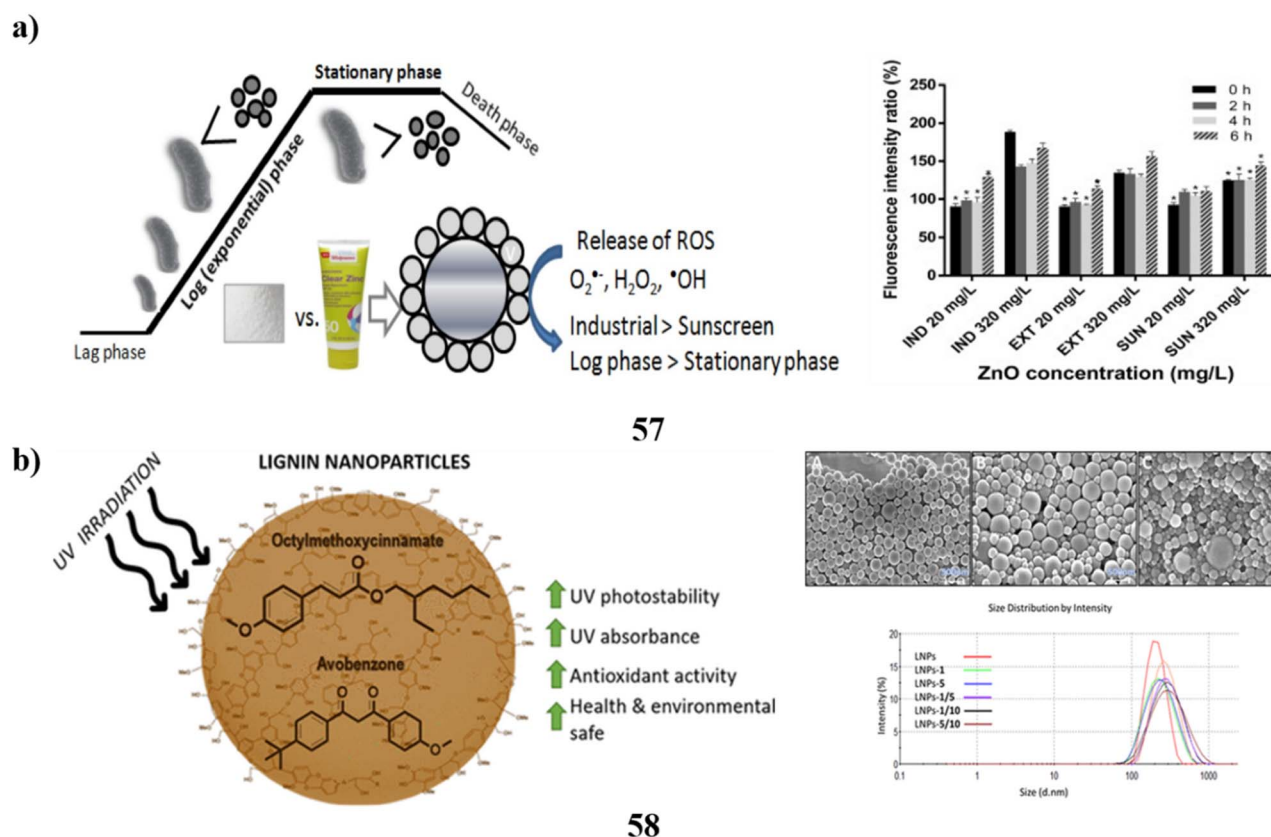 a)
Stationary phase
Death phase
Log (exponential) phase
Lag phase
vs.
Clear Zinc
50
V
Release of ROS
O₂•⁻, H₂O₂, •OH
Industrial > Sunscreen
Log phase > Stationary phase
Fluorescence intensity ratio (%)
250
200
150
100
50
0
0 h
2 h
4 h
6 h
IND 20 mg/L
IND 320 mg/L
EXT 20 mg/L
EXT 320 mg/L
SUN 20 mg/L
SUN 320 mg/L
ZnO concentration (mg/L)
57
b)
LIGNIN NANOPARTICLES
UV IRRADIATION
Octylmethoxycinnamate
O
O
O
Avobenzone
O O
O
UV photostability
UV absorbance
Antioxidant activity
Health & environmental
safe
A
B
C
Size Distribution by Intensity
Intensity (%)
20
15
10
5
0
LNPs
LNPs-1
LNPs-5
LNPs-1/5
LNPs-1/10
LNPs-5/10
0.1 1 10 100 1000
Size (d.nm)
58